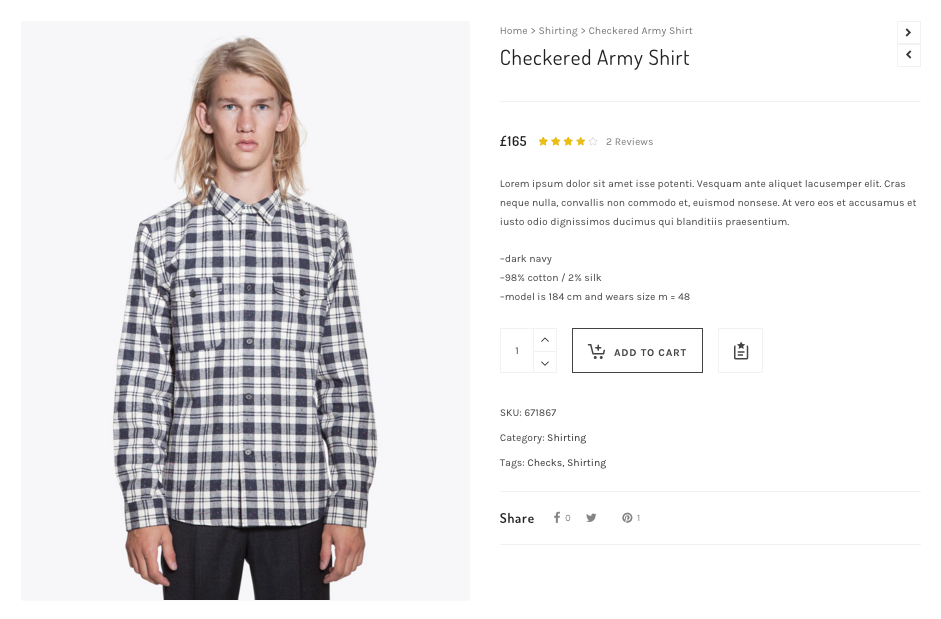 Home > Shirting > Checkered Army Shirt
Checkered Army Shirt
£165
2 Reviews
Lorem ipsum dolor sit amet isse potenti. Vesquam ante aliquet lacusemper elit. Cras
neque nulla, convallis non commodo et, euismod nonsese. At vero eos et accusamus et
iusto odio dignissimos ducimus qui blanditiis praesentium.
–dark navy
–98% cotton / 2% silk
–model is 184 cm and wears size m = 48
1
ADD TO CART
SKU: 671867
Category: Shirting
Tags: Checks, Shirting
Share 0 1